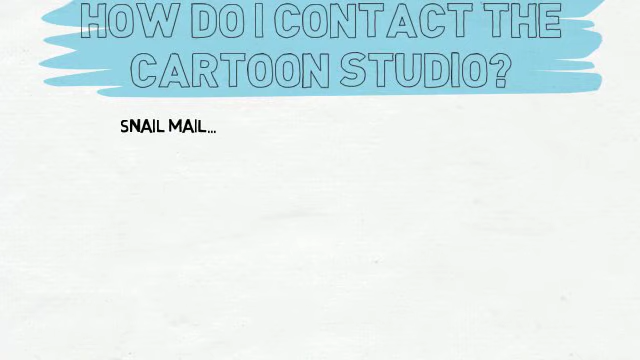 HOW DO I CONTACT THE
CARTOON STUDIO?
SNAIL MAIL...